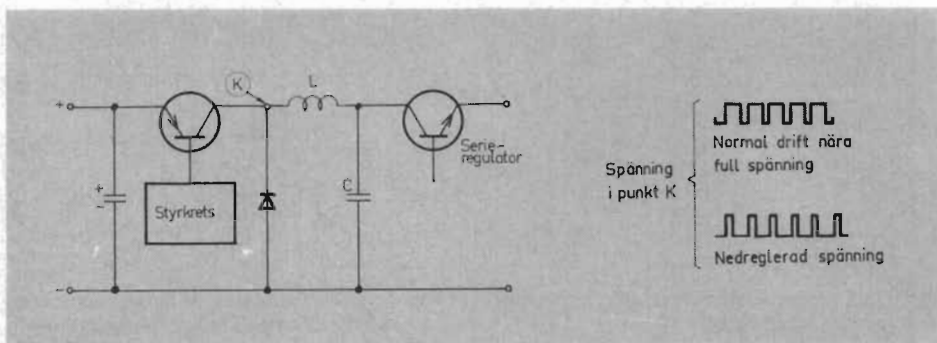 K
L
+
Serie-
regulator
+
-
C
Styrkrets
-
Spänning
i punkt K
Normal drift nära
full spänning
Nedreglerad spänning